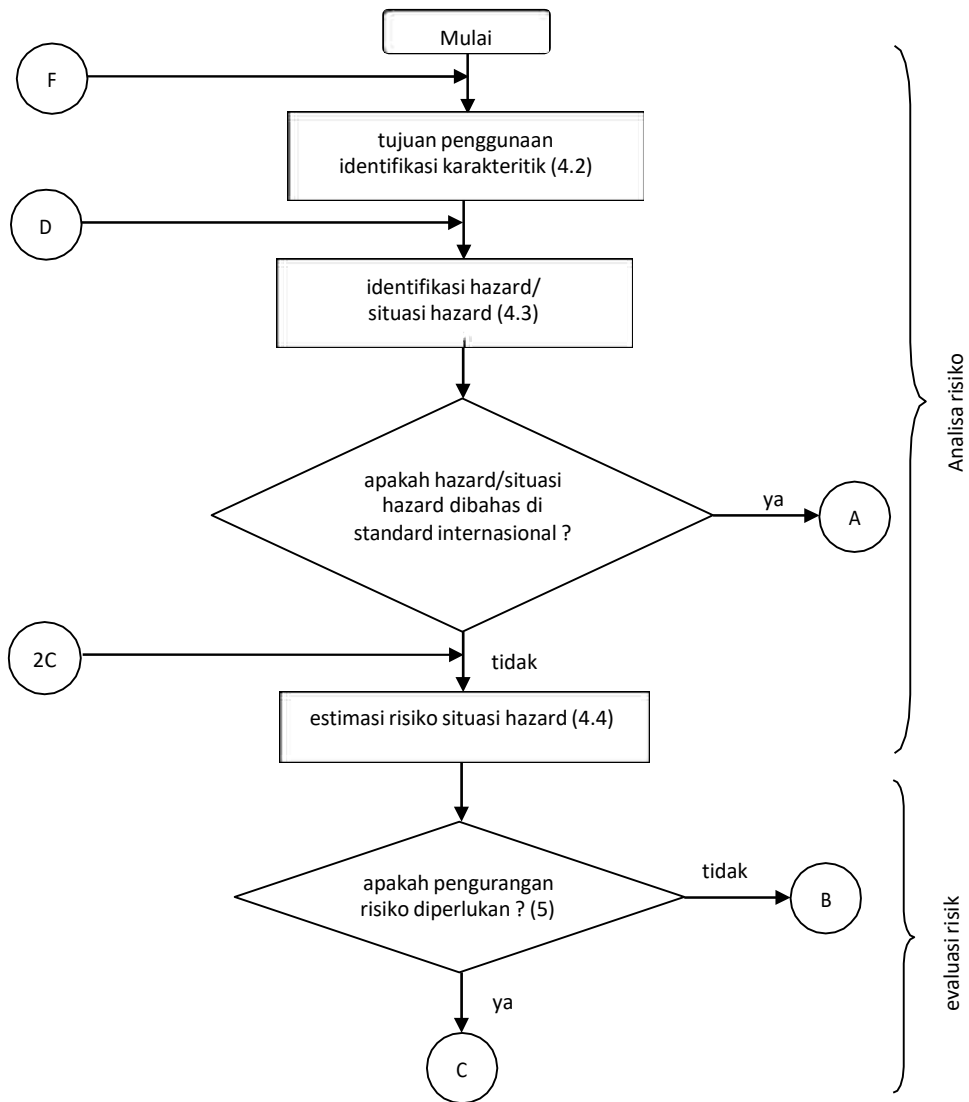 Mulai
F
tujuan penggunaan
identifikasi karakteritik (4.2)
D
identifikasi hazard/
situasi hazard (4.3)
apakah hazard/situasi
hazard dibahas di
standard internasional ?
ya
A
Analisa risiko
2C
tidak
estimasi risiko situasi hazard (4.4)
apakah pengurangan
risiko diperlukan ? (5)
tidak
B
evaluasi risik
ya
C